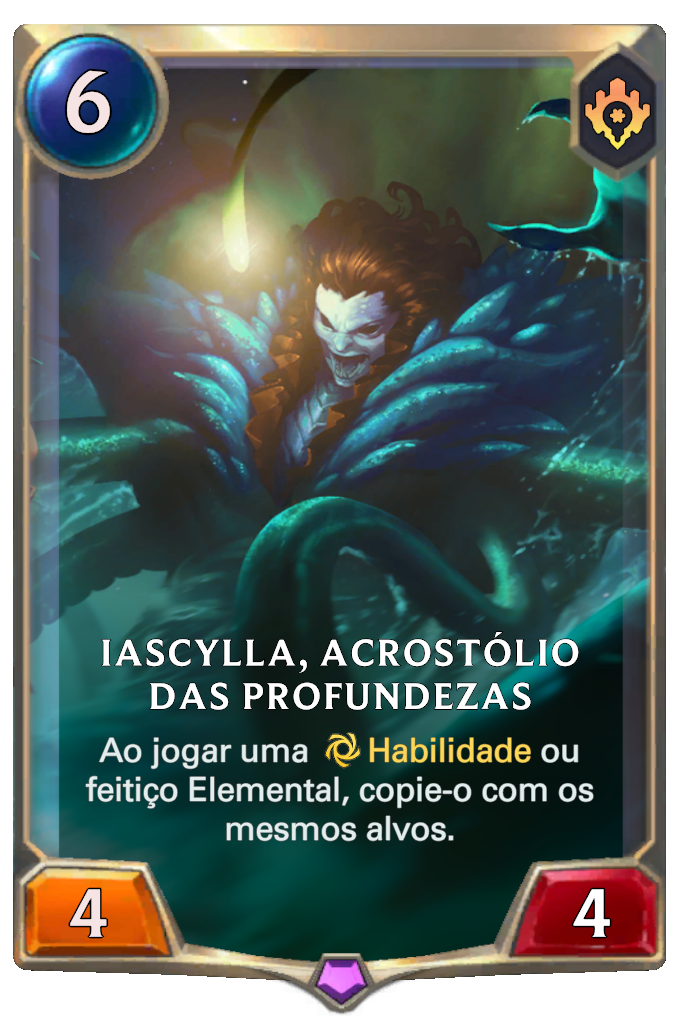 6
IASCYLLA, ACROSTÓLIO
DAS PROFUNDEZAS
Ao jogar uma Habilidade ou
feitiço Elemental, copie-o com os
mesmos alvos.
4 4